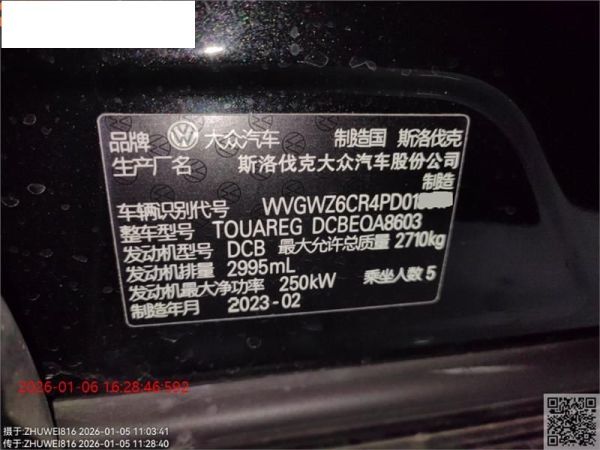 品牌 大众汽车 制造国 斯洛伐克
生产厂名 斯洛伐克大众汽车股份公司
制造
车辆识别代号 WVGWZ6CR4PD01
整车型号 TOUAREG DCBEQA8603
发动机型号 DCB 最大允许总质量 2710kg
发动机排量 2995mL
发动机最大净功率 250kW 乘坐人数 5
制造年月 2023-02
2026-01-06 16:28:46:592
摄于:ZHUWEI816 2026-01-05 11:03:41
传于:ZHUWEI816 2026-01-05 11:28:40